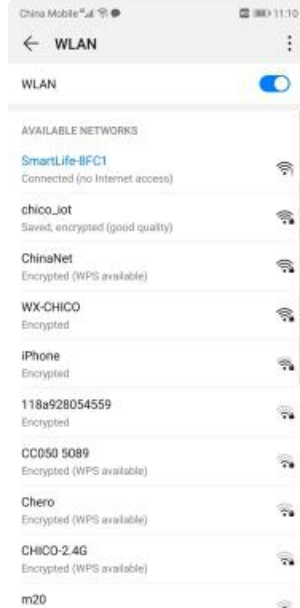 China Mobile 11:10
WLAN
WLAN
AVAILABLE NETWORKS
SmartLife-8FC1
Connected (no Internet access)
chico_iot
Saved, encrypted (good quality)
ChinaNet
Encrypted (WPS available)
WX-CHICO
Encrypted
iPhone
Encrypted
118a928054559
Encrypted
CC050 5089
Encrypted (WPS available)
Chero
Encrypted (WPS available)
CHICO-2.4G
Encrypted (WPS available)
m20